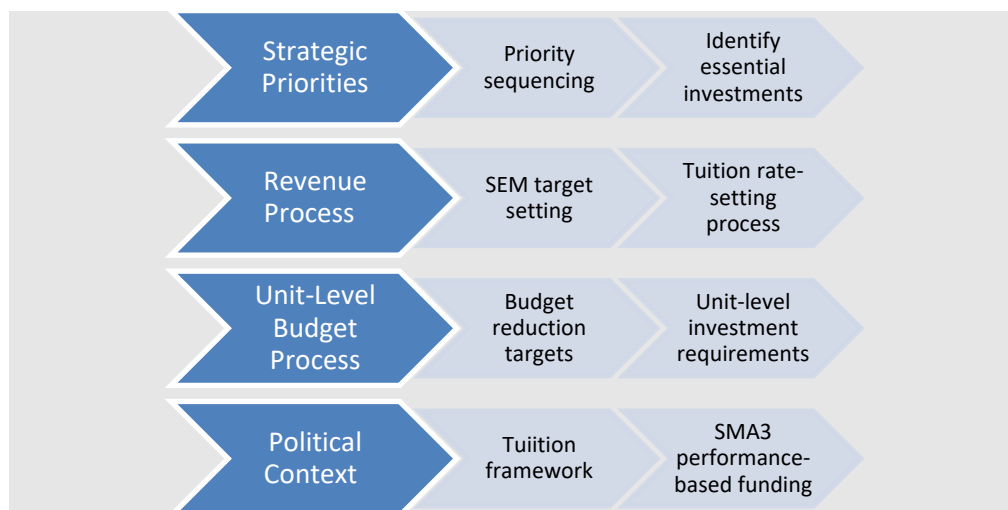 Strategic
Priorities
Priority
sequencing
Identify
essential
investments
Revenue
Process
SEM target
setting
Tuition rate-
setting
process
Unit-Level
Budget
Process
Budget
reduction
targets
Unit-level
investment
requirements
Political
Context
Tuiition
framework
SMA3
performance-
based funding